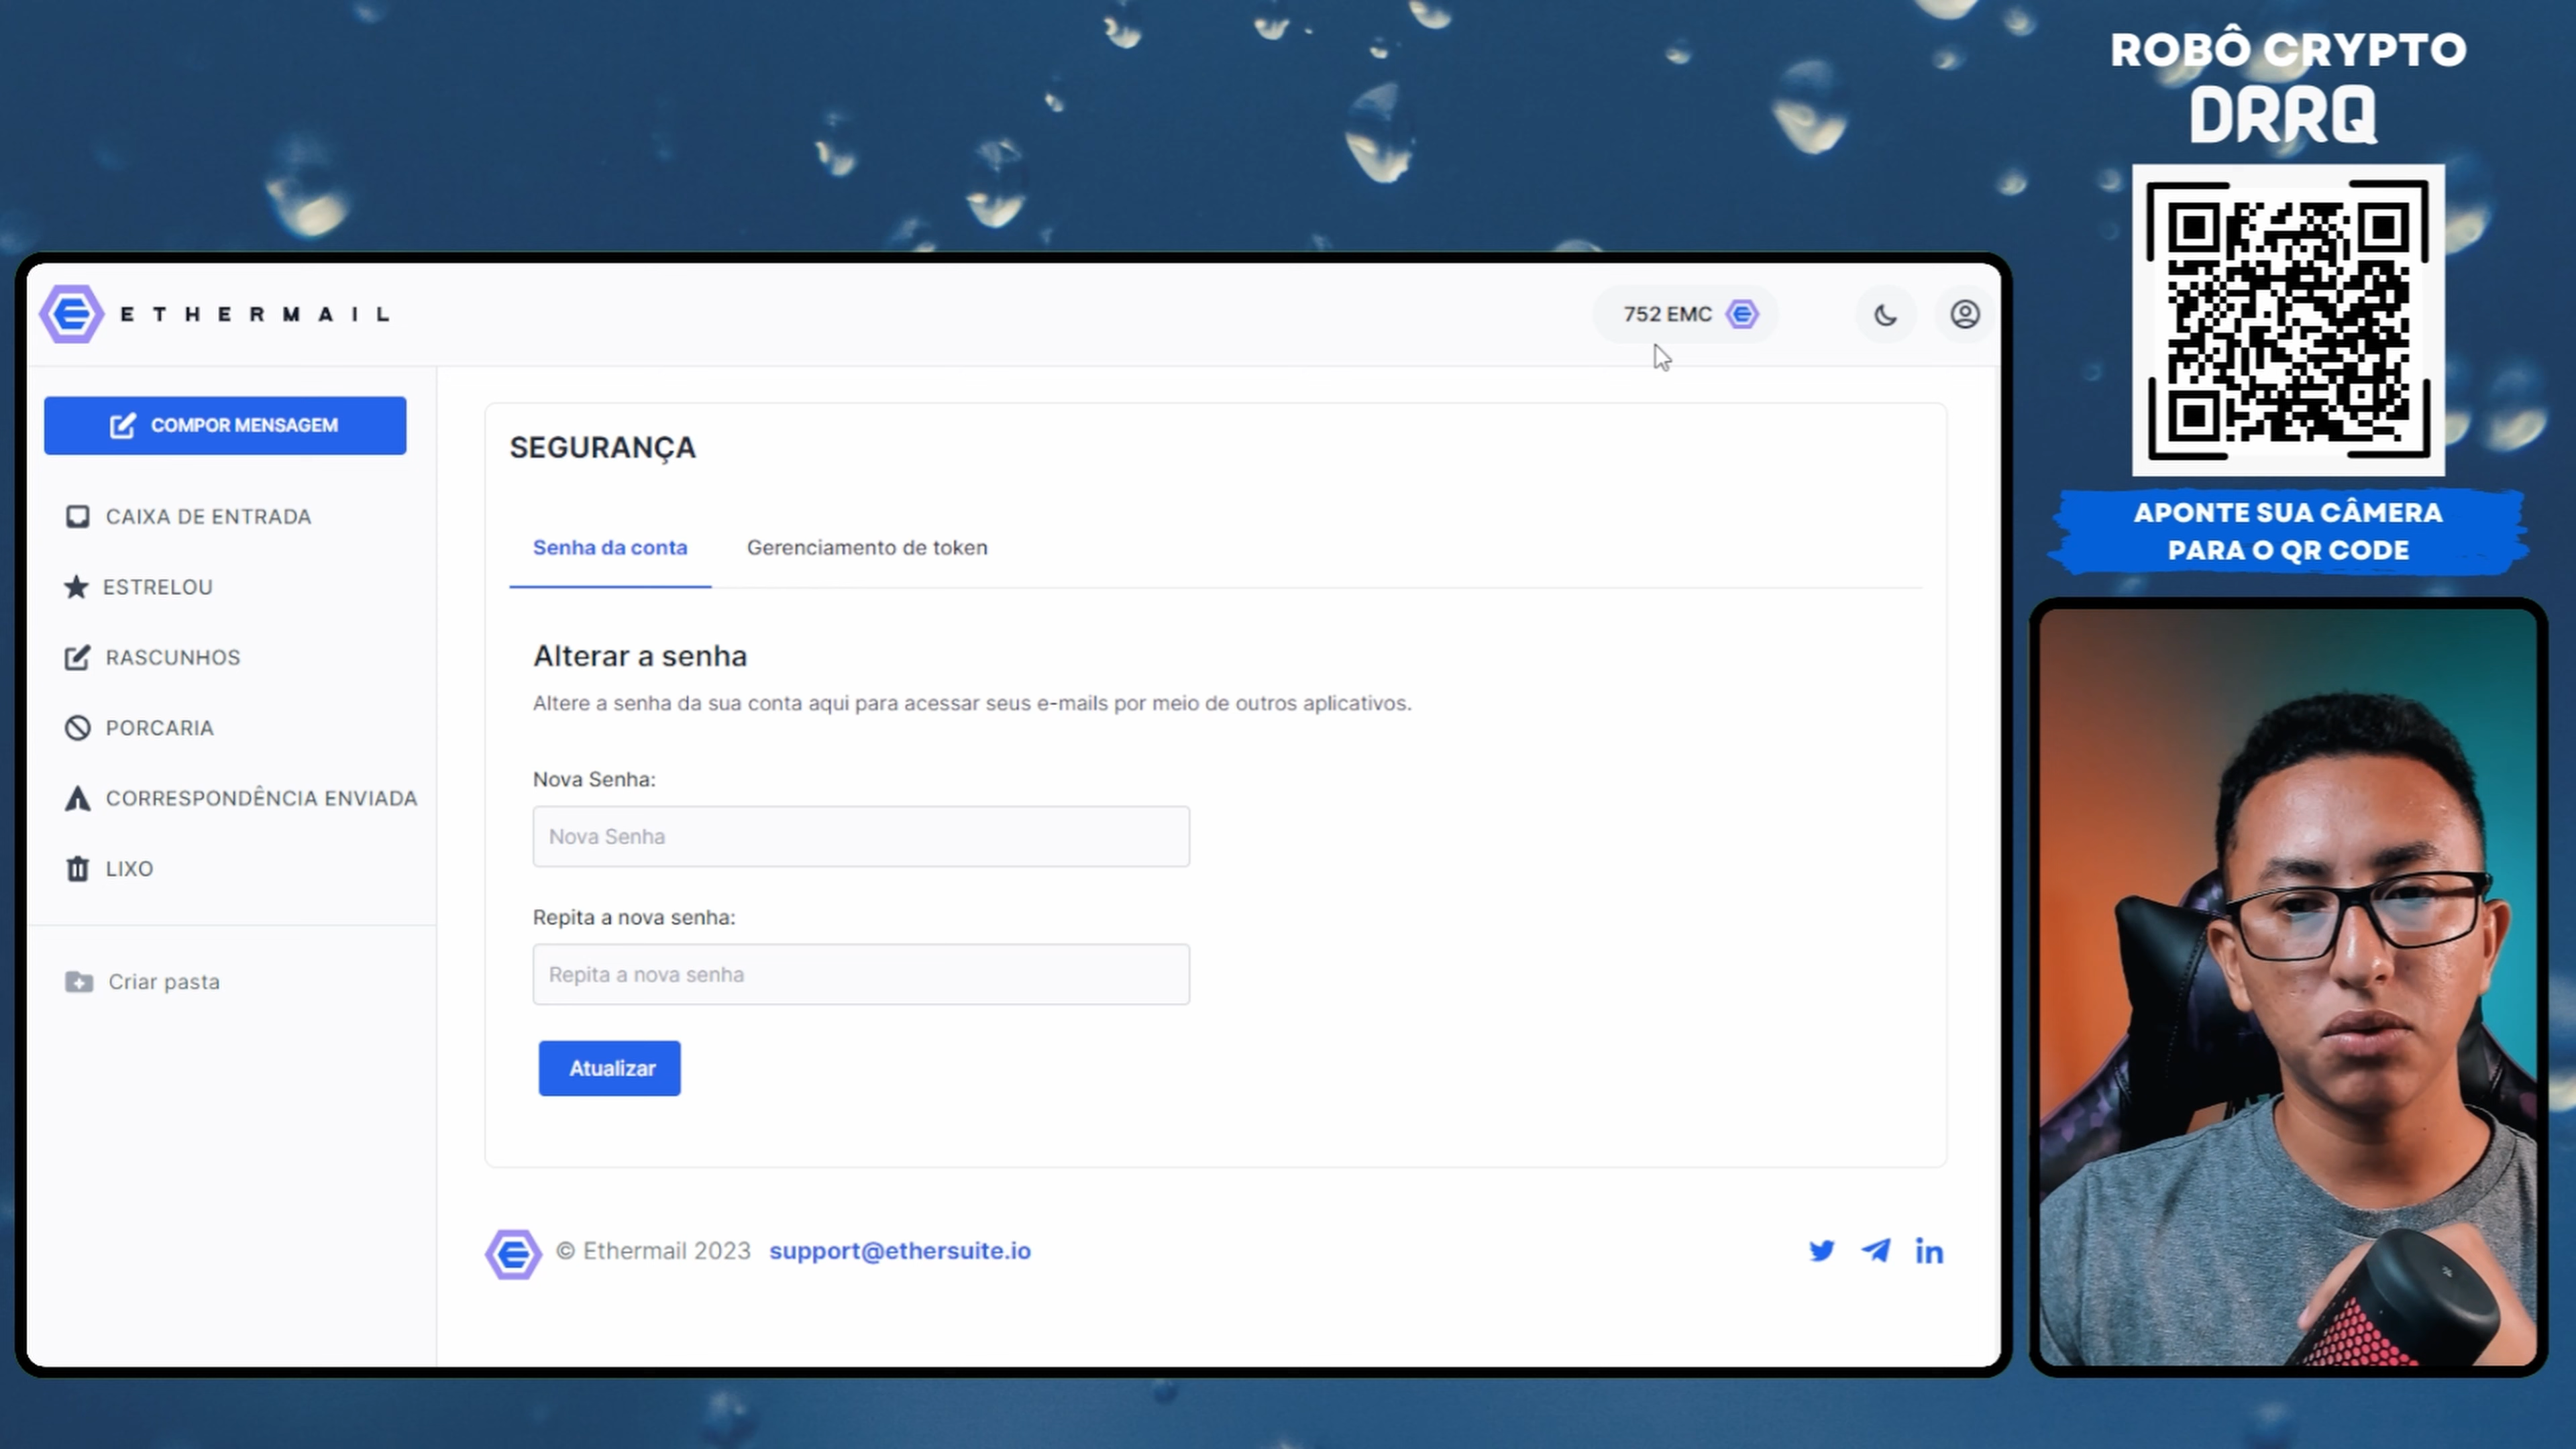 ROBÔ CRYPTO
DRRQ
APONTE SUA CÂMERA
PARA O QR CODE
ETHERMAIL
752 EMC
COMPOR MENSAGEM
CAIXA DE ENTRADA
ESTRELOU
RASCUNHOS
PORCARIA
CORRESPONDÊNCIA ENVIADA
LIXO
Criar pasta
SEGURANÇA
Senha da conta
Gerenciamento de token
Alterar a senha
Altere a senha da sua conta aqui para acessar seus e-mails por meio de outros aplicativos.
Nova Senha:
Nova Senha
Repita a nova senha:
Repita a nova senha
Atualizar
© Ethermail 2023 support@ethersuite.io